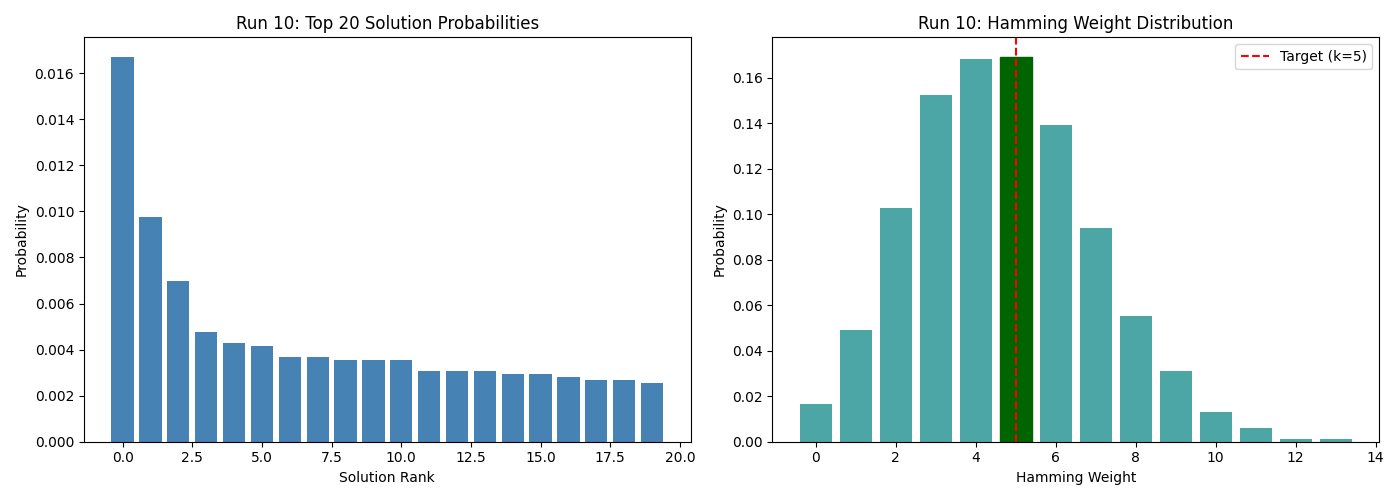 Run 10: Top 20 Solution Probabilities
Probability
0.016
0.014
0.012
0.010
0.008
0.006
0.004
0.002
0.000
0.0 2.5 5.0 7.5 10.0 12.5 15.0 17.5 20.0
Solution Rank
Run 10: Hamming Weight Distribution
Target (k=5)
Probability
0.16
0.14
0.12
0.10
0.08
0.06
0.04
0.02
0.00
0 2 4 6 8 10 12 14
Hamming Weight